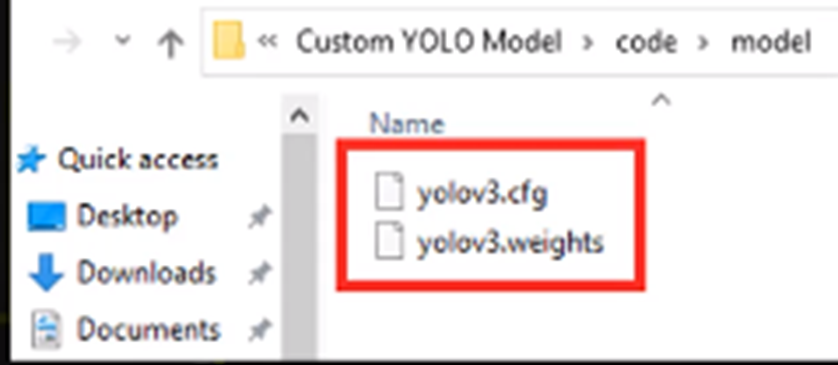 « Custom YOLO Model › code › model
Name
Quick access
yolov3.cfg
Desktop
yolov3.weights
Downloads
Documents